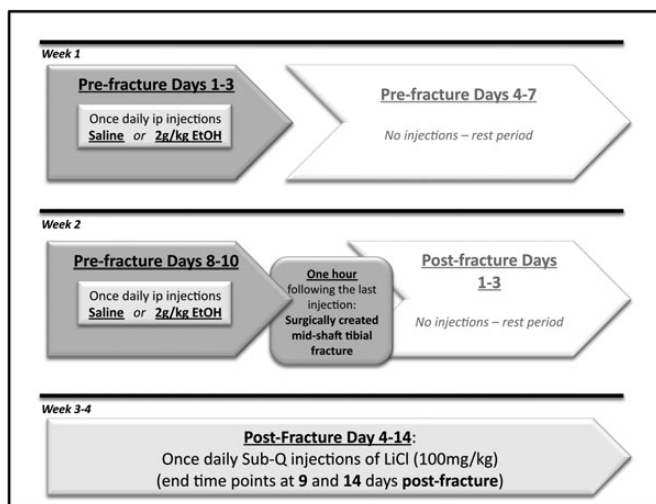 Week 1
Pre-fracture Days 1-3
Once daily ip injections
Saline or 2g/kg EtOH
Pre-fracture Days 4-7
No injections – rest period
Week 2
Pre-fracture Days 8-10
Once daily ip injections
Saline or 2g/kg EtOH
One hour
following the last
injection:
Surgically created
mid-shaft tibial
fracture
Post-fracture Days
1-3
No injections – rest period
Week 3-4
Post-Fracture Day 4-14:
Once daily Sub-Q injections of LiCl (100mg/kg)
(end time points at 9 and 14 days post-fracture)